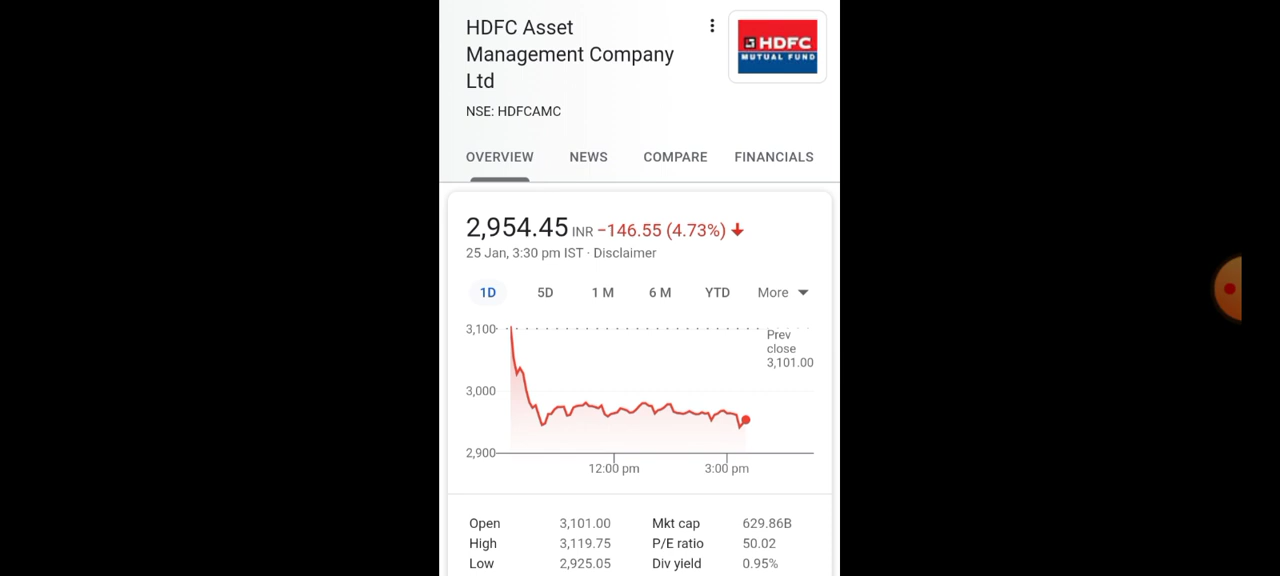 HDFC Asset
Management Company
Ltd
HDFC
MUTUAL FUND
NSE: HDFCAMC
OVERVIEW NEWS COMPARE FINANCIALS
2,954.45 INR −146.55 (4.73%)
25 Jan, 3:30 pm IST · Disclaimer
1D 5D 1 M 6 M YTD More
3,100
Prev
close
3,101.00
3,000
2,900
12:00 pm 3:00 pm
Open 3,101.00 Mkt cap 629.86B
High 3,119.75 P/E ratio 50.02
Low 2,925.05 Div yield 0.95%